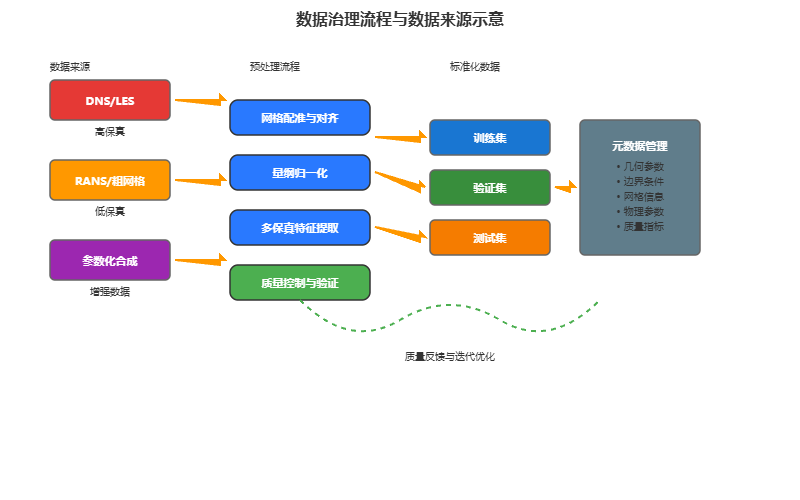 数据治理流程与数据来源示意
数据来源
DNS/LES
高保真
RANS/粗网格
低保真
参数化合成
增强数据
预处理流程
网格配准与对齐
量纲归一化
多保真特征提取
质量控制与验证
标准化数据
训练集
验证集
测试集
元数据管理
• 几何参数
• 边界条件
• 网格信息
• 物理参数
• 质量指标
质量反馈与迭代优化